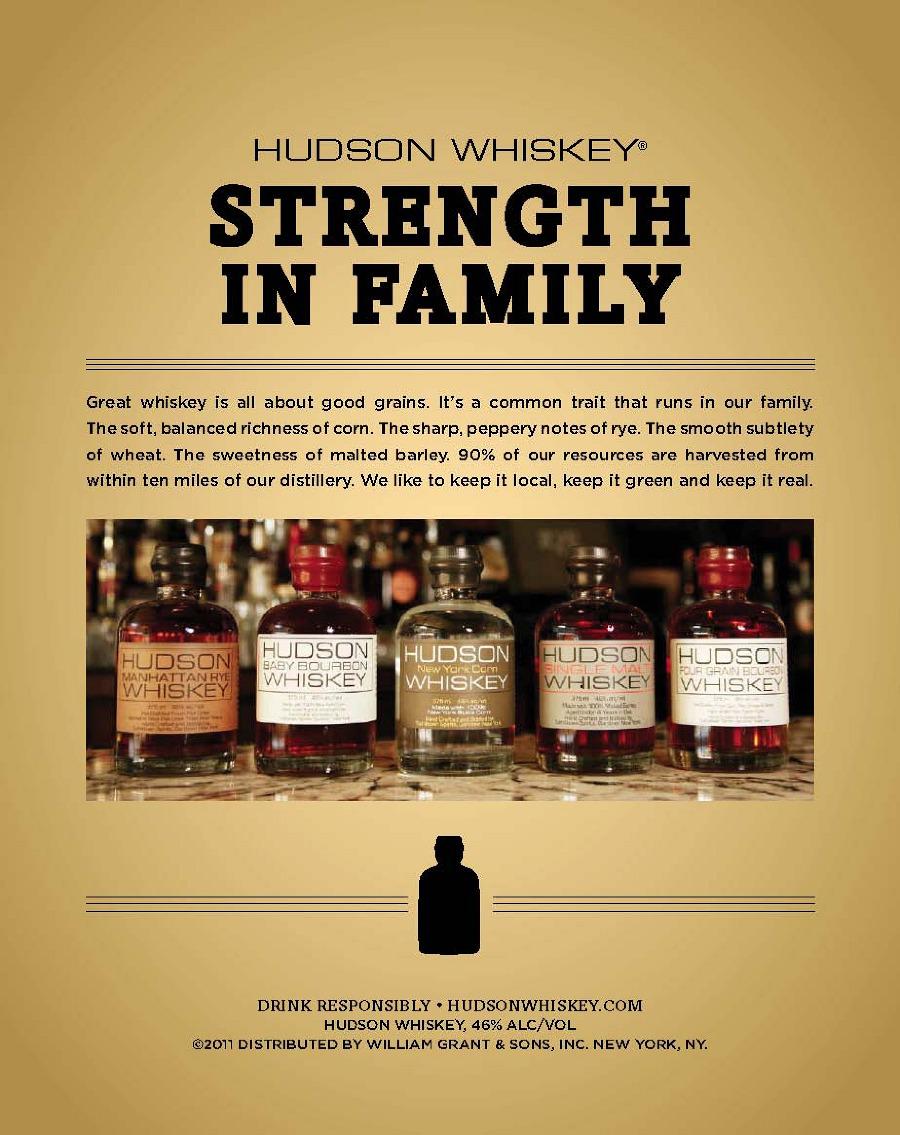 HUDSON WHISKEY®
STRENGTH
IN FAMILY
Great whiskey is all about good grains. It's a common trait that runs in our family.
The soft, balanced richness of corn. The sharp, peppery notes of rye. The smooth subtlety
of wheat. The sweetness of malted barley. 90% of our resources are harvested from
within ten miles of our distillery. We like to keep it local, keep it green and keep it real.
HUDSON
MANHATTAN RYE
WHISKEY
HUDSON
BABY BOURBON
WHISKEY
HUDSON
New York Corn
WHISKEY
HUDSON
SINGLE MALT
WHISKEY
HUDSON
FOUR GRAIN BOURBON
WHISKEY
DRINK RESPONSIBLY • HUDSONWHISKEY.COM
HUDSON WHISKEY, 46% ALC/VOL
©2011 DISTRIBUTED BY WILLIAM GRANT & SONS, INC. NEW YORK, NY.